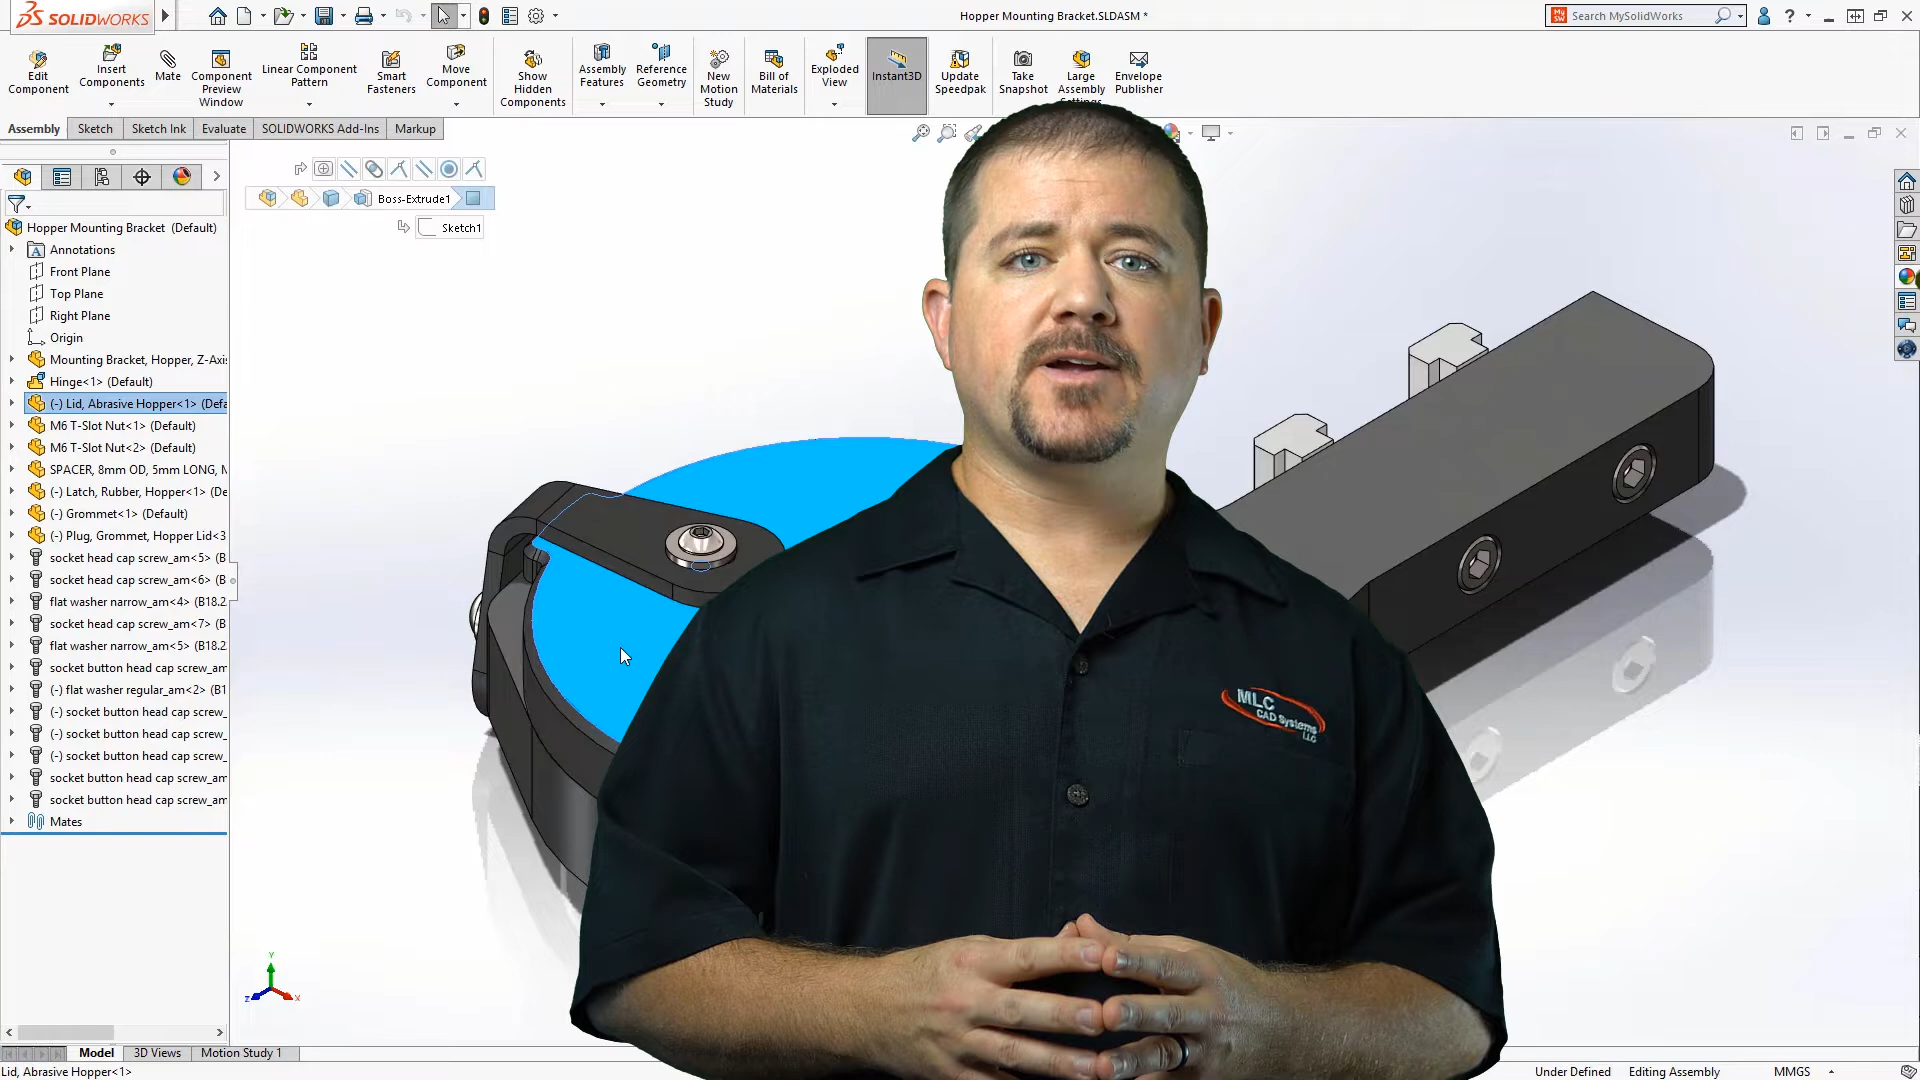 SOLIDWORKS
Hopper Mounting Bracket.SLDASM *
Search MySolidWorks
Edit Component
Insert Components
Mate
Component Preview Window
Linear Component Pattern
Smart Fasteners
Move Component
Show Hidden Components
Assembly Features
Reference Geometry
New Motion Study
Bill of Materials
Exploded View
Instant3D
Update Speedpak
Take Snapshot
Large Assembly Settings
Envelope Publisher
Assembly
Sketch
Sketch Ink
Evaluate
SOLIDWORKS Add-Ins
Markup
Boss-Extrude1
Sketch1
Hopper Mounting Bracket (Default)
Annotations
Front Plane
Top Plane
Right Plane
Origin
Mounting Bracket, Hopper, Z-Axi
Hinge<1> (Default)
(-) Lid, Abrasive Hopper<1> (Defa
M6 T-Slot Nut<1> (Default)
M6 T-Slot Nut<2> (Default)
SPACER, 8mm OD, 5mm LONG, M
(-) Latch, Rubber, Hopper<1> (De
(-) Grommet<1> (Default)
(-) Plug, Grommet, Hopper Lid<3
socket head cap screw_am<5> (B
socket head cap screw_am<6> (B
flat washer narrow_am<4> (B18.2
socket head cap screw_am<7> (B
flat washer narrow_am<5> (B18.2
socket button head cap screw_am
(-) flat washer regular_am<2> (B1
(-) socket button head cap screw_
(-) socket button head cap screw_
(-) socket button head cap screw_
socket button head cap screw_am
socket button head cap screw_am
Mates
MLC
CAD Systems
LLC
Y
Z
X
Model
3D Views
Motion Study 1
Lid, Abrasive Hopper<1>
Under Defined
Editing Assembly
MMGS